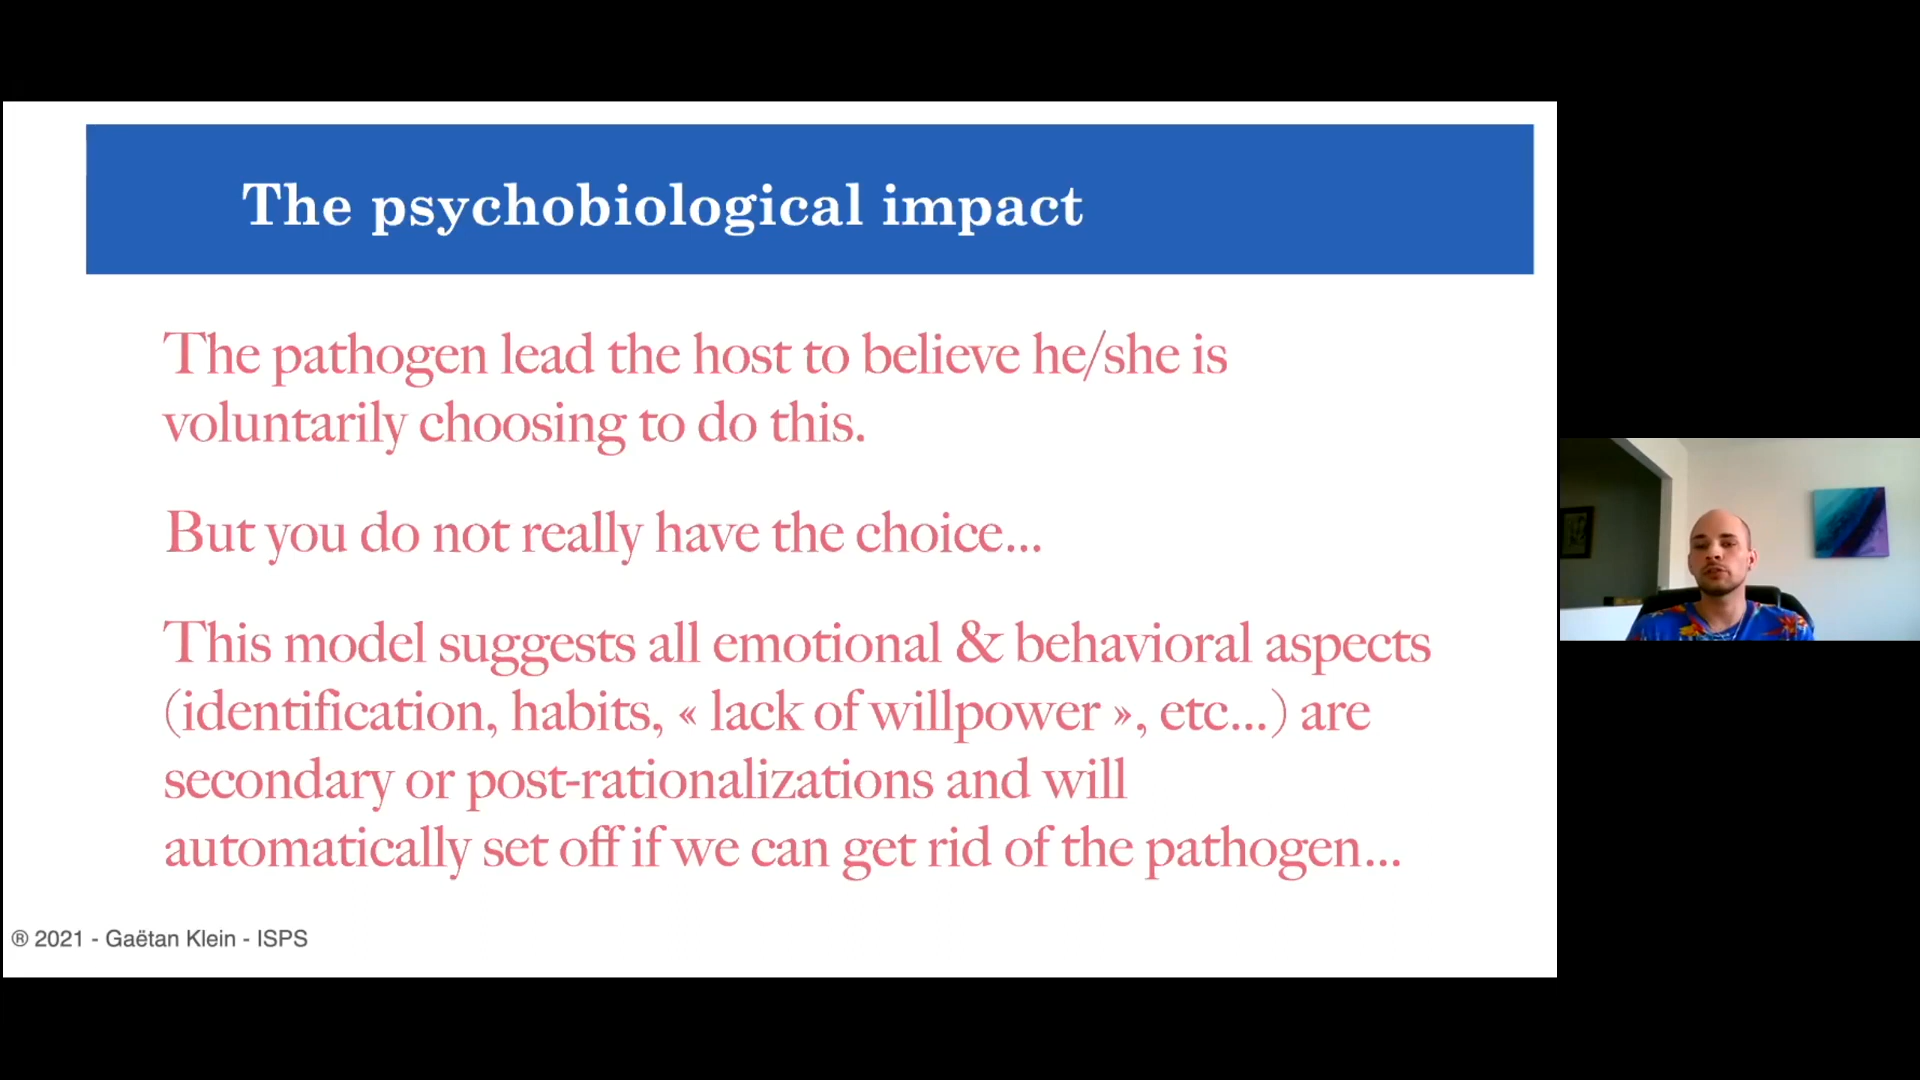 The psychobiological impact
The pathogen lead the host to believe he/she is
voluntarily choosing to do this.
But you do not really have the choice...
This model suggests all emotional & behavioral aspects
(identification, habits, « lack of willpower », etc...) are
secondary or post-rationalizations and will
automatically set off if we can get rid of the pathogen...
® 2021 - Gaëtan Klein - ISPS